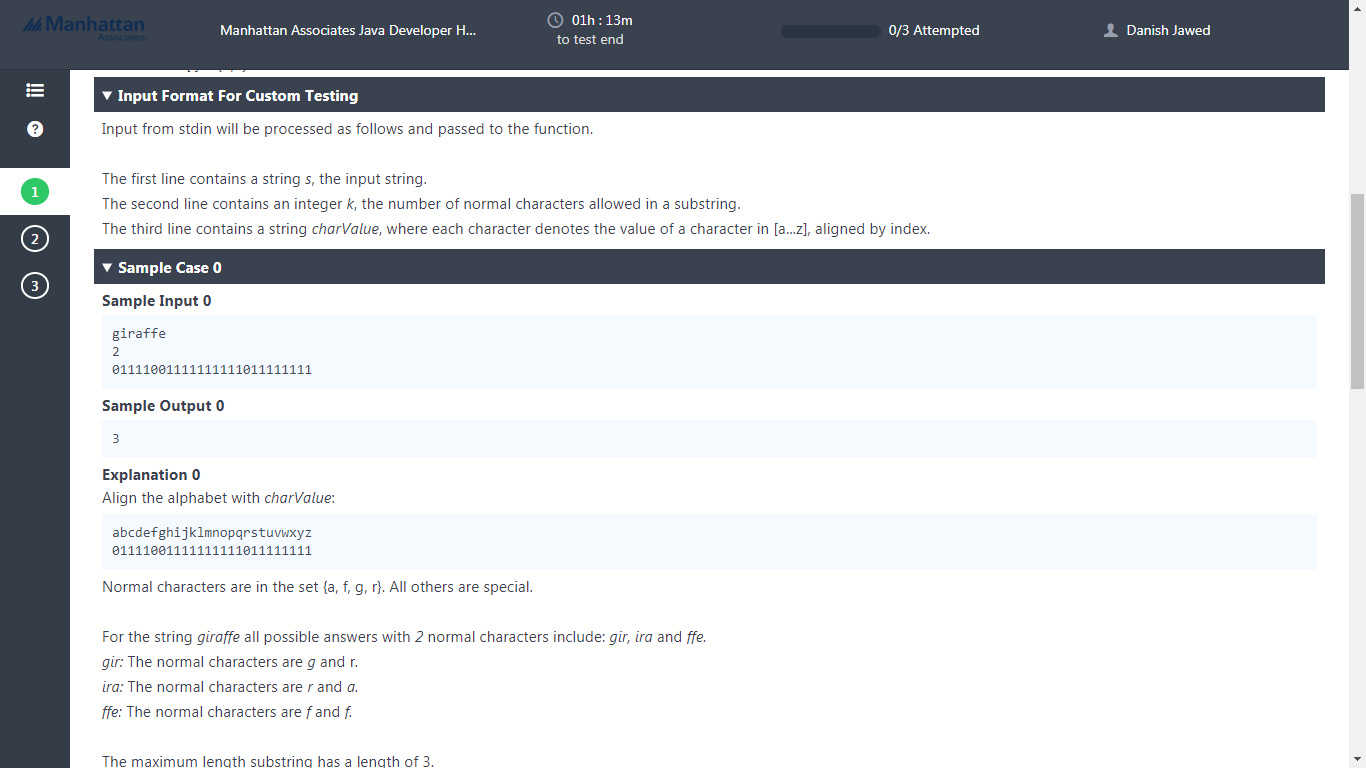 Manhattan
Associates
Manhattan Associates Java Developer H...
01h : 13m
to test end
0/3 Attempted
Danish Jawed
?
1
2
3
▼ Input Format For Custom Testing
Input from stdin will be processed as follows and passed to the function.
The first line contains a string s, the input string.
The second line contains an integer k, the number of normal characters allowed in a substring.
The third line contains a string charValue, where each character denotes the value of a character in [a...z], aligned by index.
▼ Sample Case 0
Sample Input 0
giraffe
2
01111001111111111011111111
Sample Output 0
3
Explanation 0
Align the alphabet with charValue:
abcdefghijklmnopqrstuvwxyz
01111001111111111011111111
Normal characters are in the set {a, f, g, r}. All others are special.
For the string giraffe all possible answers with 2 normal characters include: gir, ira and ffe.
gir: The normal characters are g and r.
ira: The normal characters are r and a.
ffe: The normal characters are f and f.
The maximum length substring has a length of 3.